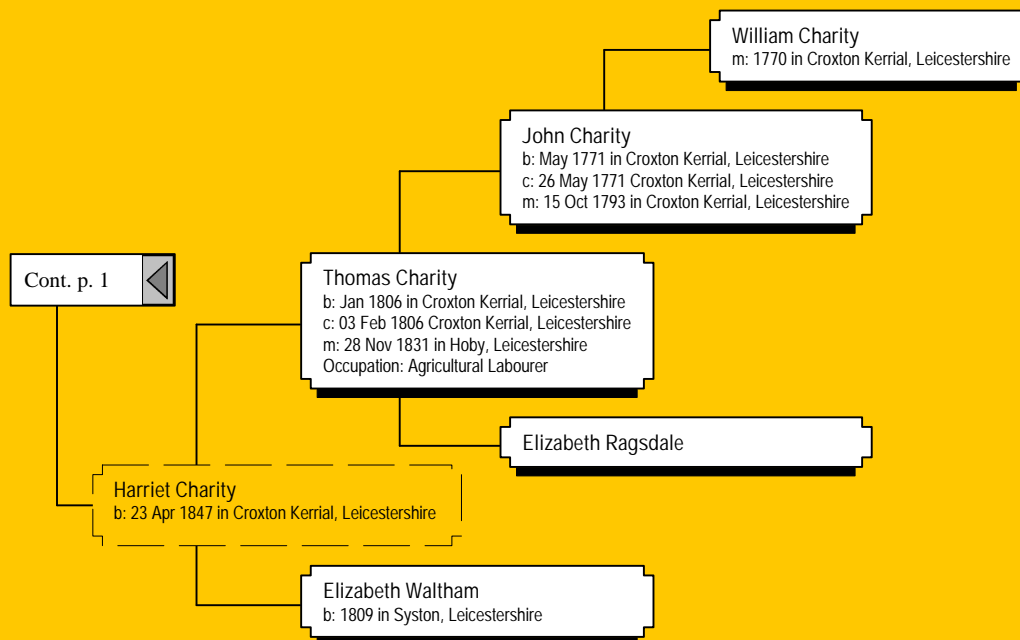 William Charity
m: 1770 in Croxton Kerrial, Leicestershire
John Charity
b: May 1771 in Croxton Kerrial, Leicestershire
c: 26 May 1771 Croxton Kerrial, Leicestershire
m: 15 Oct 1793 in Croxton Kerrial, Leicestershire
Cont. p. 1
Thomas Charity
b: Jan 1806 in Croxton Kerrial, Leicestershire
c: 03 Feb 1806 Croxton Kerrial, Leicestershire
m: 28 Nov 1831 in Hoby, Leicestershire
Occupation: Agricultural Labourer
Elizabeth Ragsdale
Harriet Charity
b: 23 Apr 1847 in Croxton Kerrial, Leicestershire
Elizabeth Waltham
b: 1809 in Syston, Leicestershire